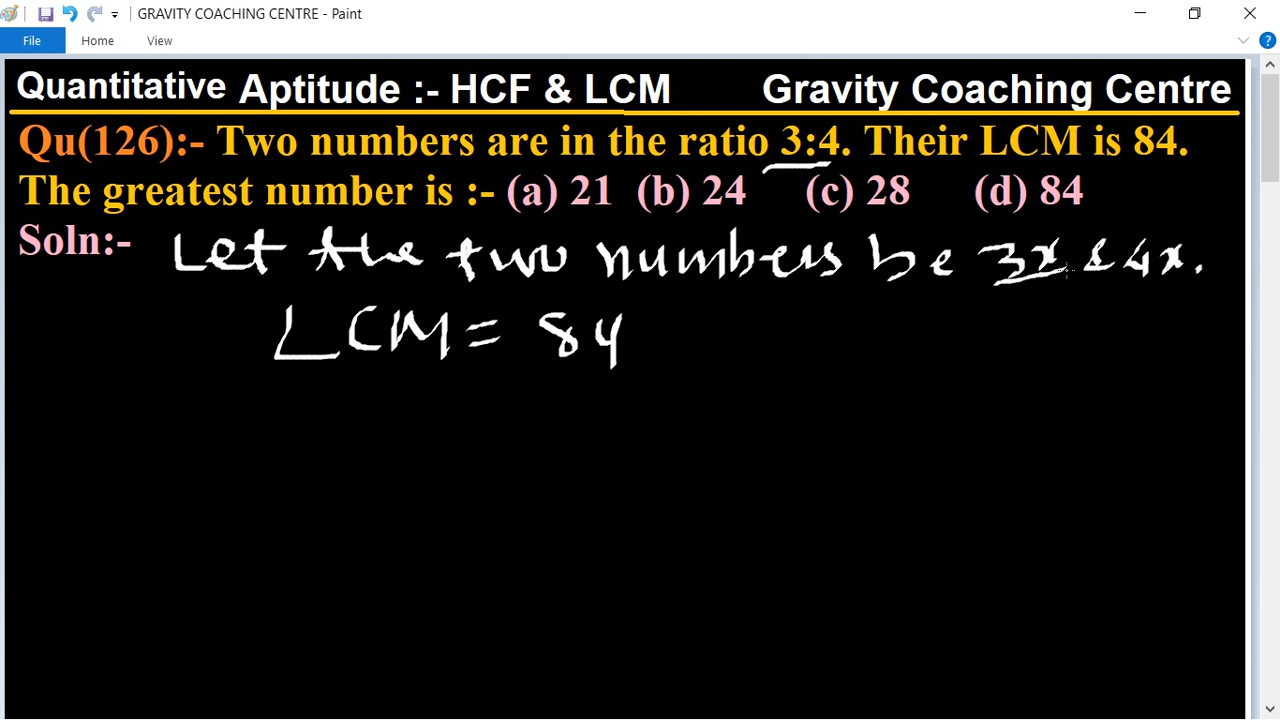 GRAVITY COACHING CENTRE - Paint
File Home View
Quantitative Aptitude :- HCF & LCM Gravity Coaching Centre
Qu(126):- Two numbers are in the ratio 3:4. Their LCM is 84.
The greatest number is :- (a) 21 (b) 24 (c) 28 (d) 84
Soln:- Let the two numbers be 3x & 4x.
LCM = 84